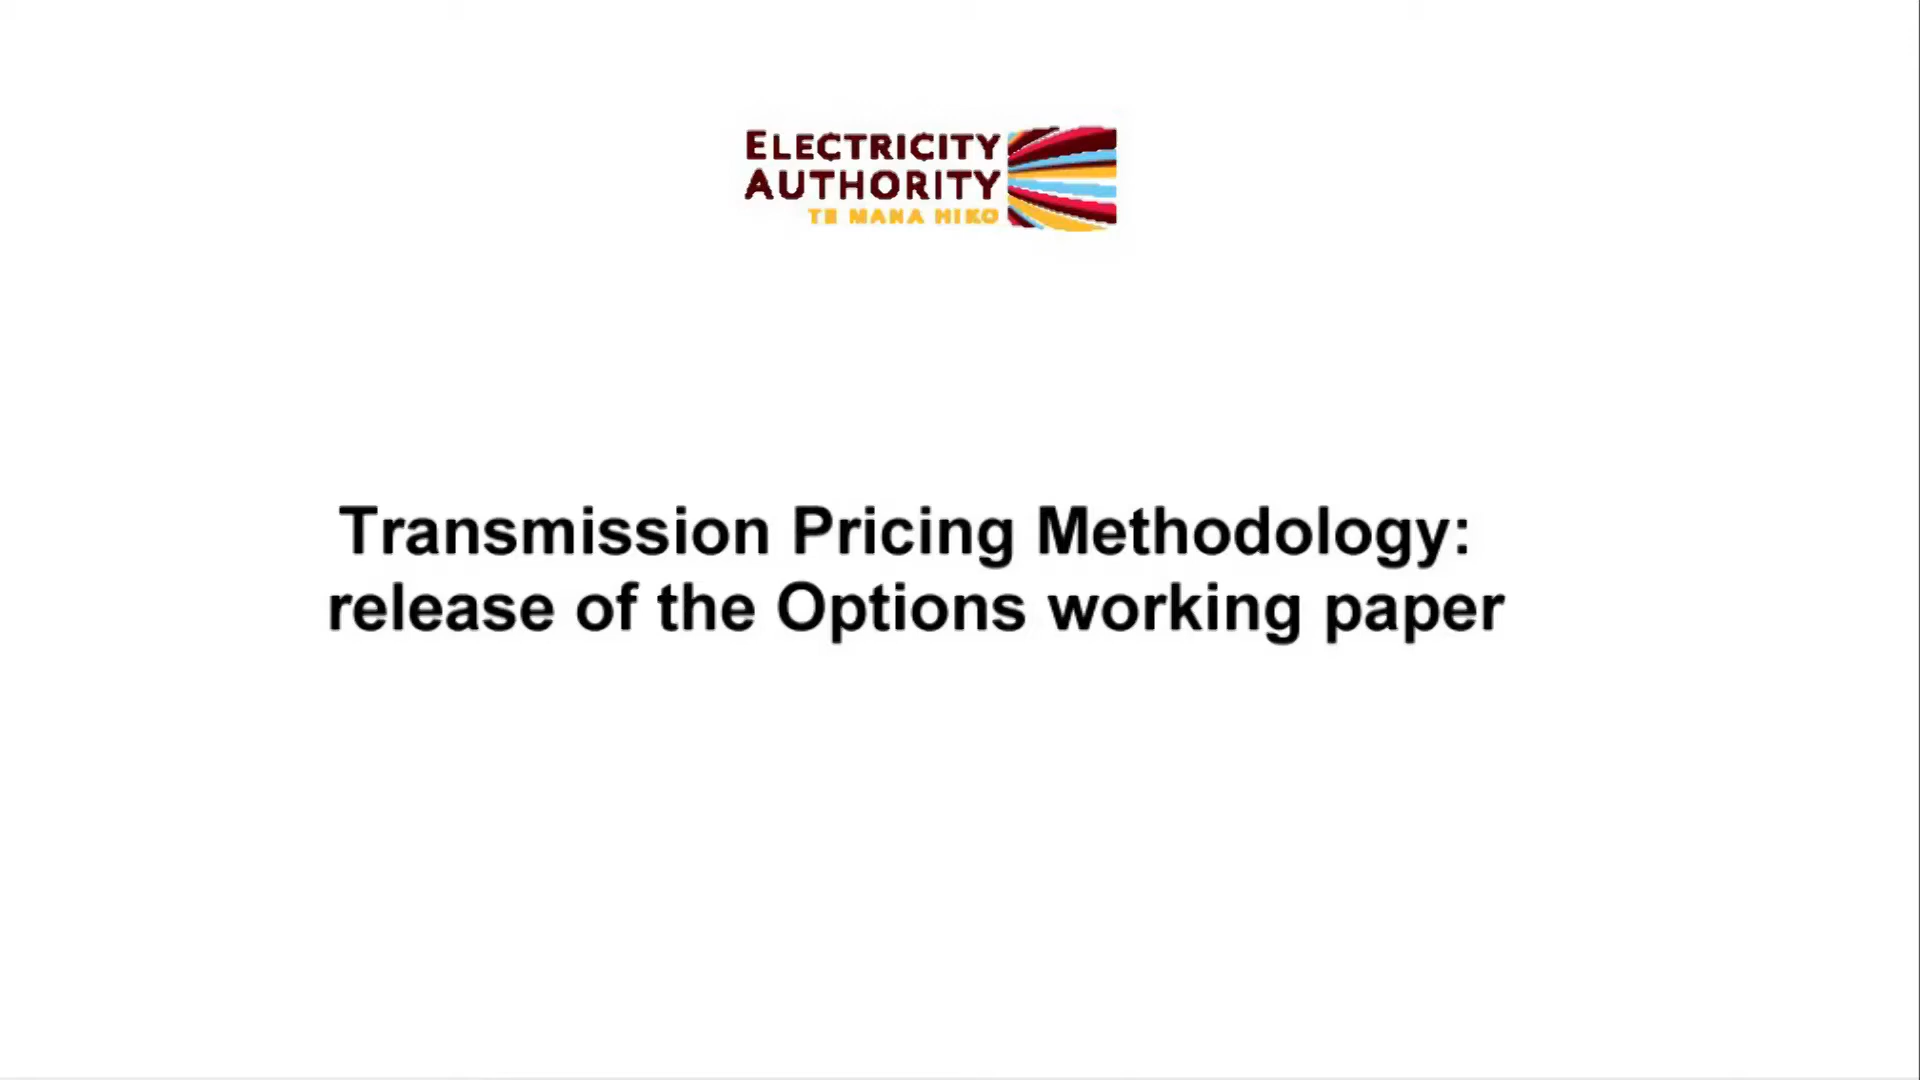 ELECTRICITY
AUTHORITY
TE MANA HIKO
Transmission Pricing Methodology:
release of the Options working paper